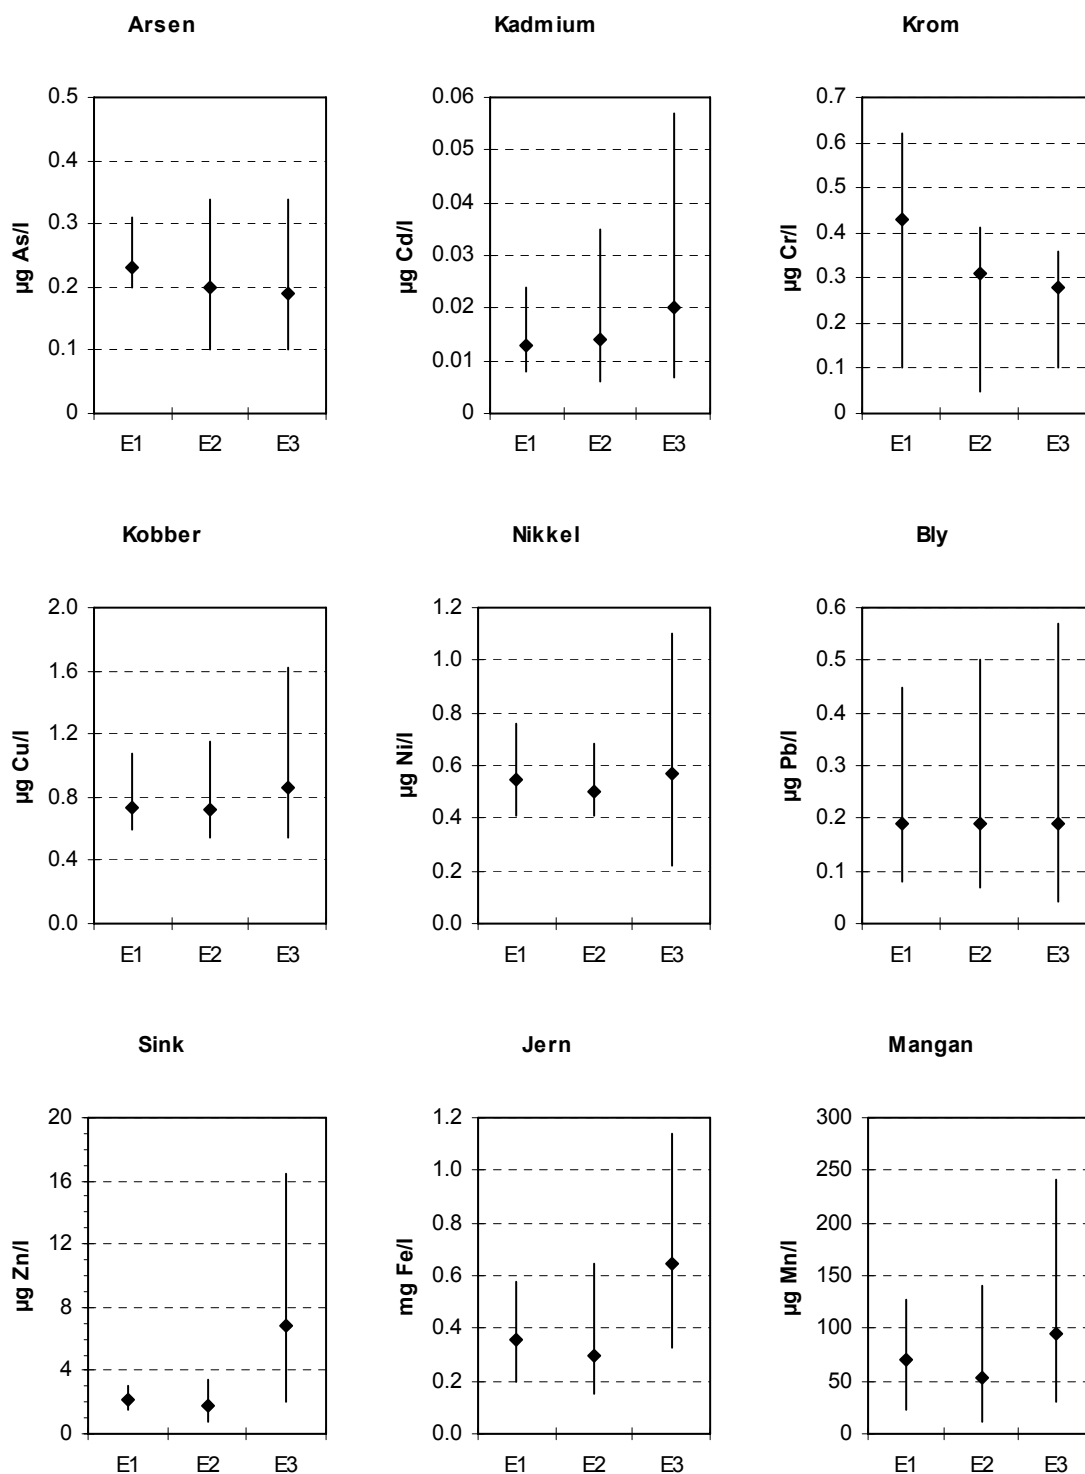 Arsen
Kadmium
Krom
µg As/l
0.5
0.4
0.3
0.2
0.1
0
E1 E2 E3
µg Cd/l
0.06
0.05
0.04
0.03
0.02
0.01
0
E1 E2 E3
µg Cr/l
0.7
0.6
0.5
0.4
0.3
0.2
0.1
0
E1 E2 E3
Kobber
Nikkel
Bly
µg Cu/l
2.0
1.6
1.2
0.8
0.4
0.0
E1 E2 E3
µg Ni/l
1.2
1.0
0.8
0.6
0.4
0.2
0.0
E1 E2 E3
µg Pb/l
0.6
0.5
0.4
0.3
0.2
0.1
0
E1 E2 E3
Sink
Jern
Mangan
µg Zn/l
20
16
12
8
4
0
E1 E2 E3
mg Fe/l
1.2
1.0
0.8
0.6
0.4
0.2
0.0
E1 E2 E3
µg Mn/l
300
250
200
150
100
50
0
E1 E2 E3